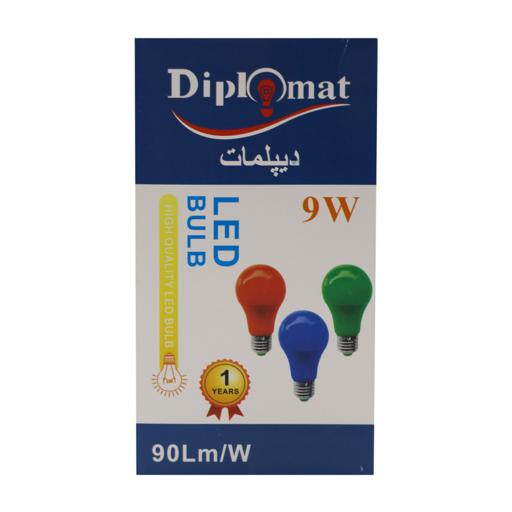 Diplomat
دیپلمات
9W
LED
BULB
HIGH QUALITY LED BULB
1
YEARS
90Lm/W